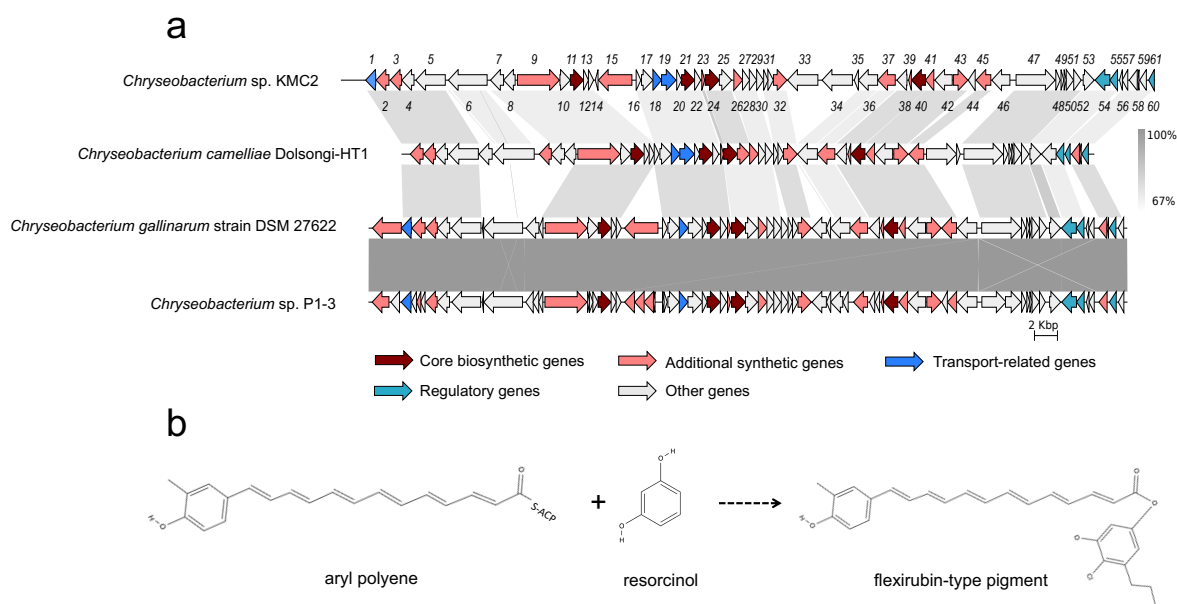 a
1 3 5 7 9 11 13 15 17 19 21 23 25 27 29 31 33 35 37 39 41 43 45 47 49 51 53 55 57 59 61
Chryseobacterium sp. KMC2
2 4 6 8 10 12 14 16 18 20 22 24 26 28 30 32 34 36 38 40 42 44 46 48 50 52 54 56 58 60
100%
Chryseobacterium camelliae Dolsongi-HT1
67%
Chryseobacterium gallinarum strain DSM 27622
Chryseobacterium sp. P1-3
2 Kbp
Core biosynthetic genes Additional synthetic genes Transport-related genes
Regulatory genes Other genes
b
O H
S-ACP + O
H O
O H
O
O
O
O
aryl polyene resorcinol flexirubin-type pigment